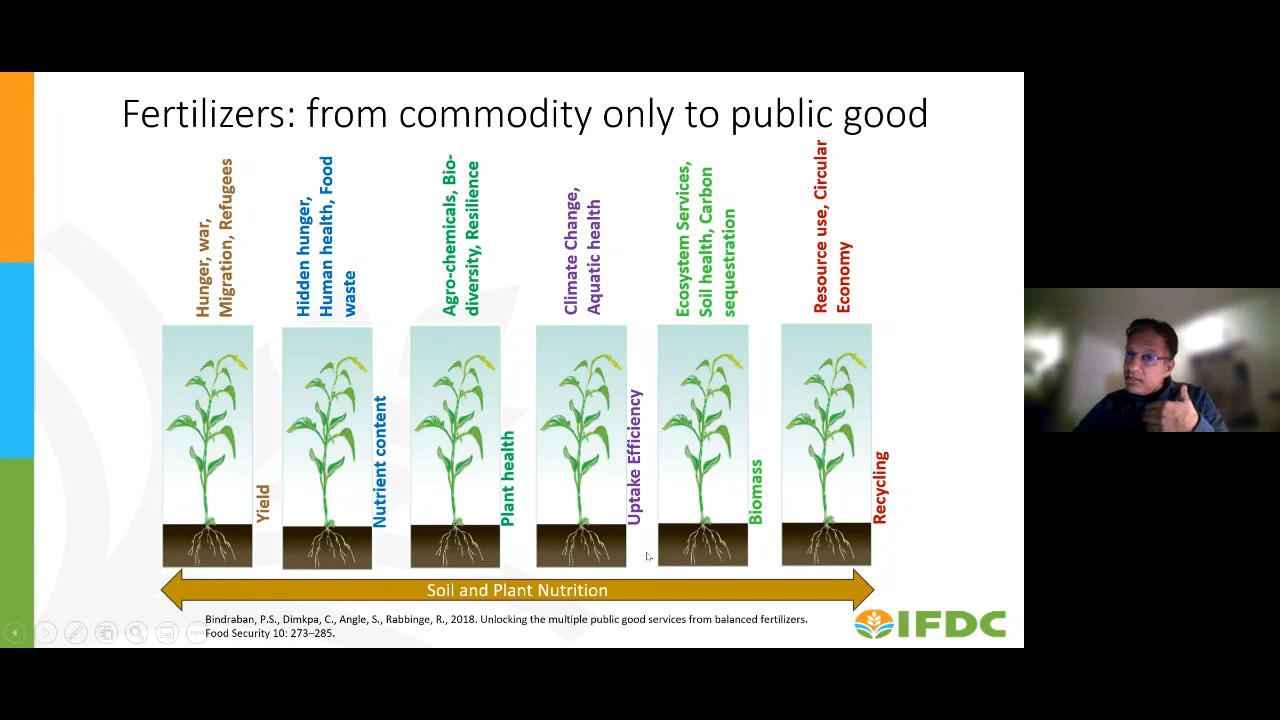 Fertilizers: from commodity only to public good
Hunger, war,
Migration, Refugees
Hidden hunger,
Human health, Food
waste
Agro-chemicals, Bio-
diversity, Resilience
Climate Change,
Aquatic health
Ecosystem Services,
Soil health, Carbon
sequestration
Resource use, Circular
Economy
Yield
Nutrient content
Plant health
Uptake Efficiency
Biomass
Recycling
Soil and Plant Nutrition
Bindraban, P.S., Dimkpa, C., Angle, S., Rabbinge, R., 2018. Unlocking the multiple public good services from balanced fertilizers.
Food Security 10: 273–285.
IFDC